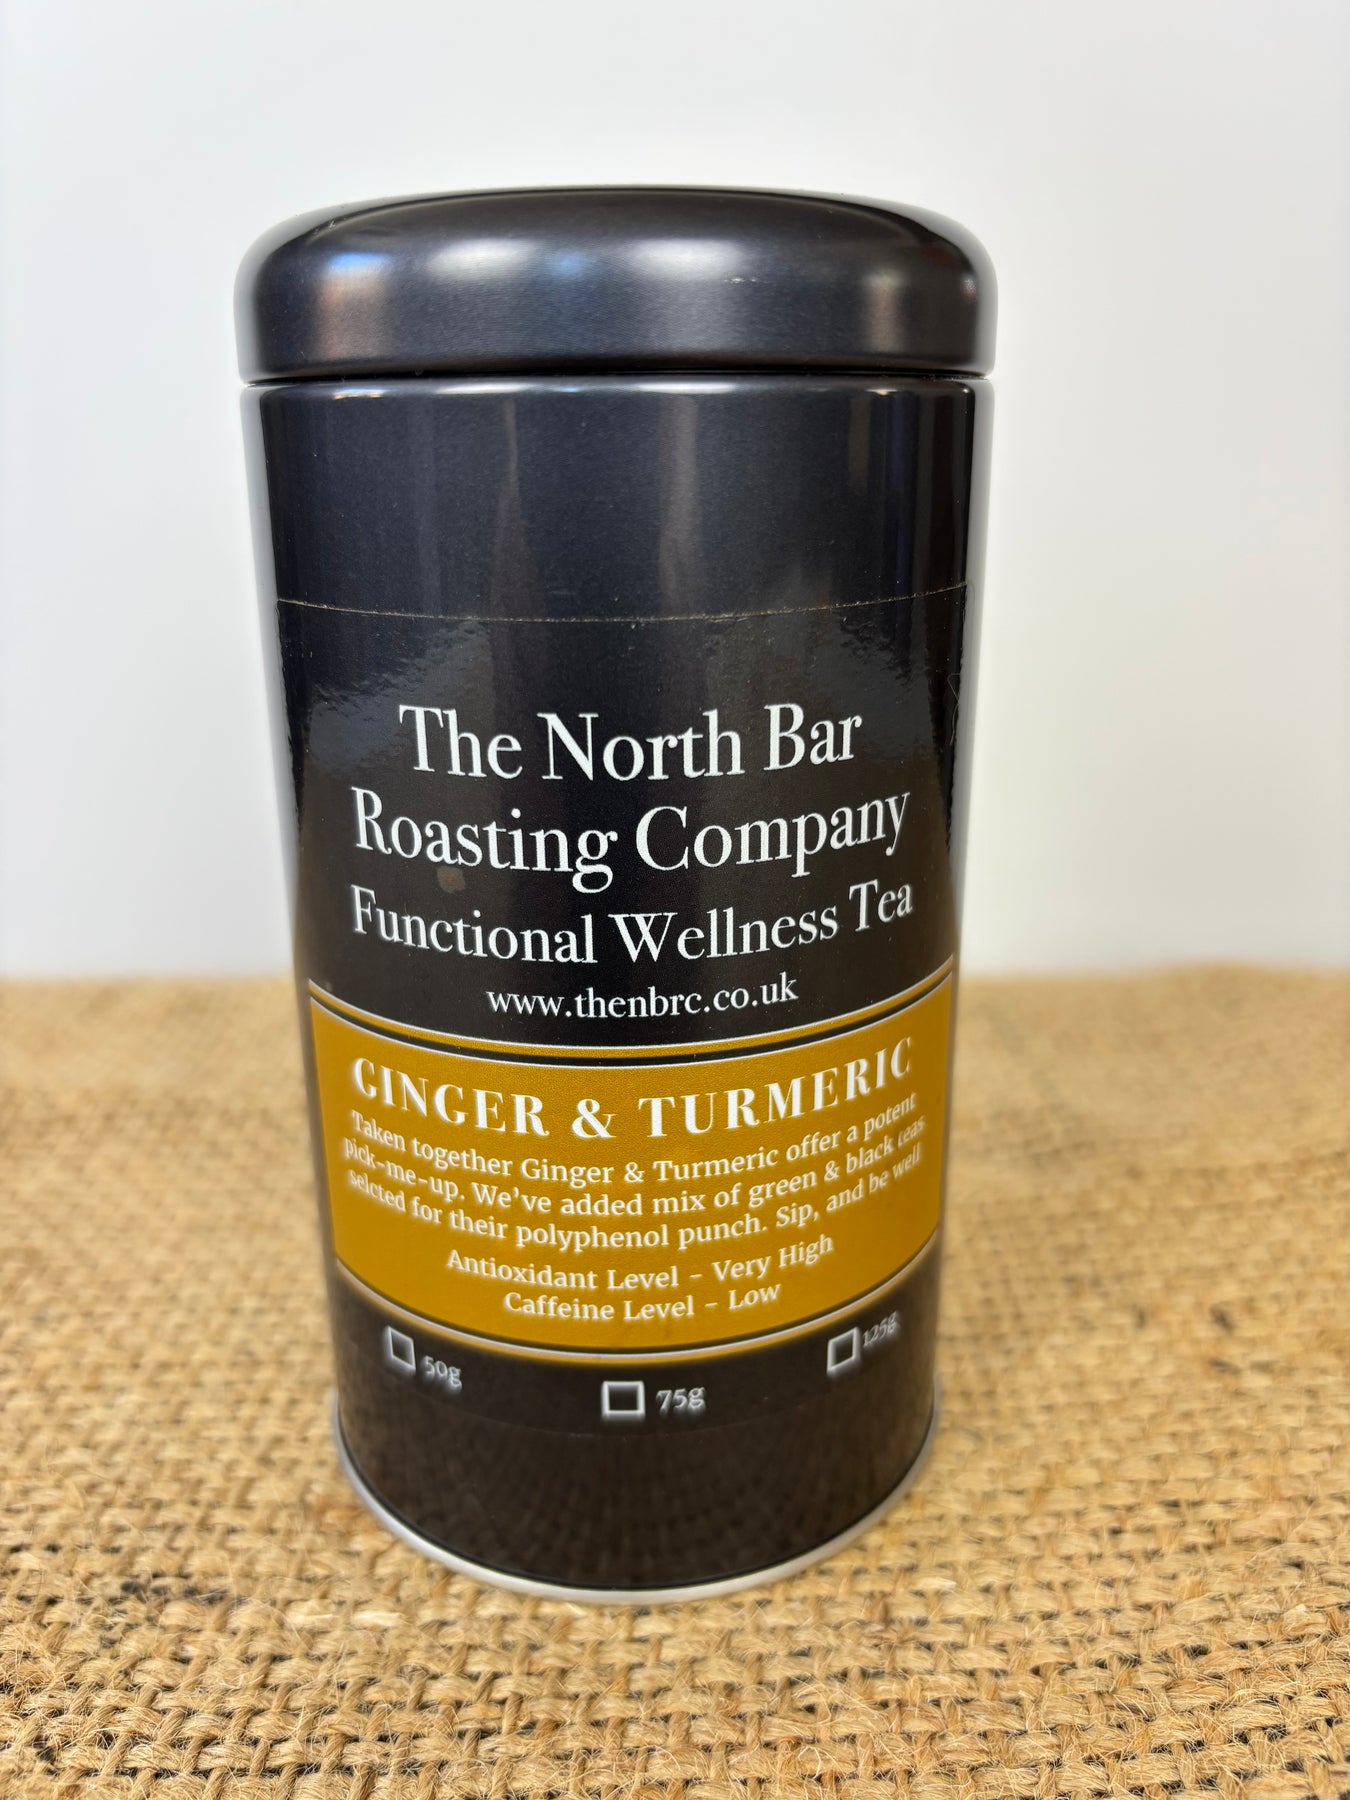 The North Bar
Roasting Company
Functional Wellness Tea
www.thenbrc.co.uk
GINGER & TURMERIC
Taken together Ginger & Turmeric offer a potent
pick-me-up. We've added mix of green & black teas
selcted for their polyphenol punch. Sip, and be well
Antioxidant Level - Very High
Caffeine Level - Low
50g
75g
125g